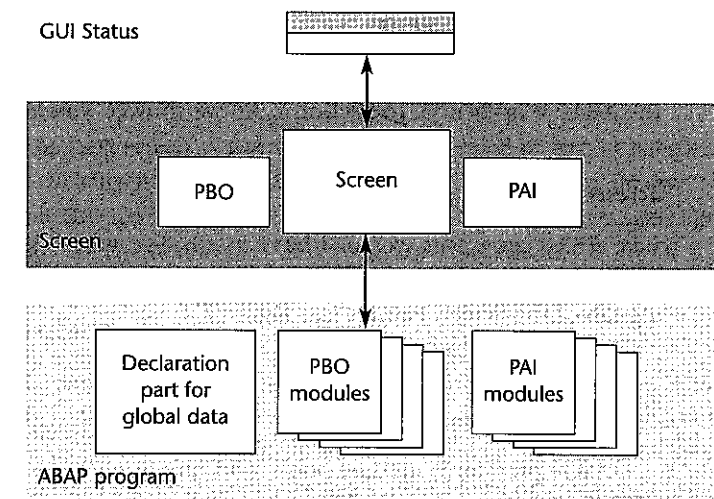 GUI Status
PBO
Screen
PAI
Screen
Declaration
part for
global data
PBO
modules
PAI
modules
ABAP program